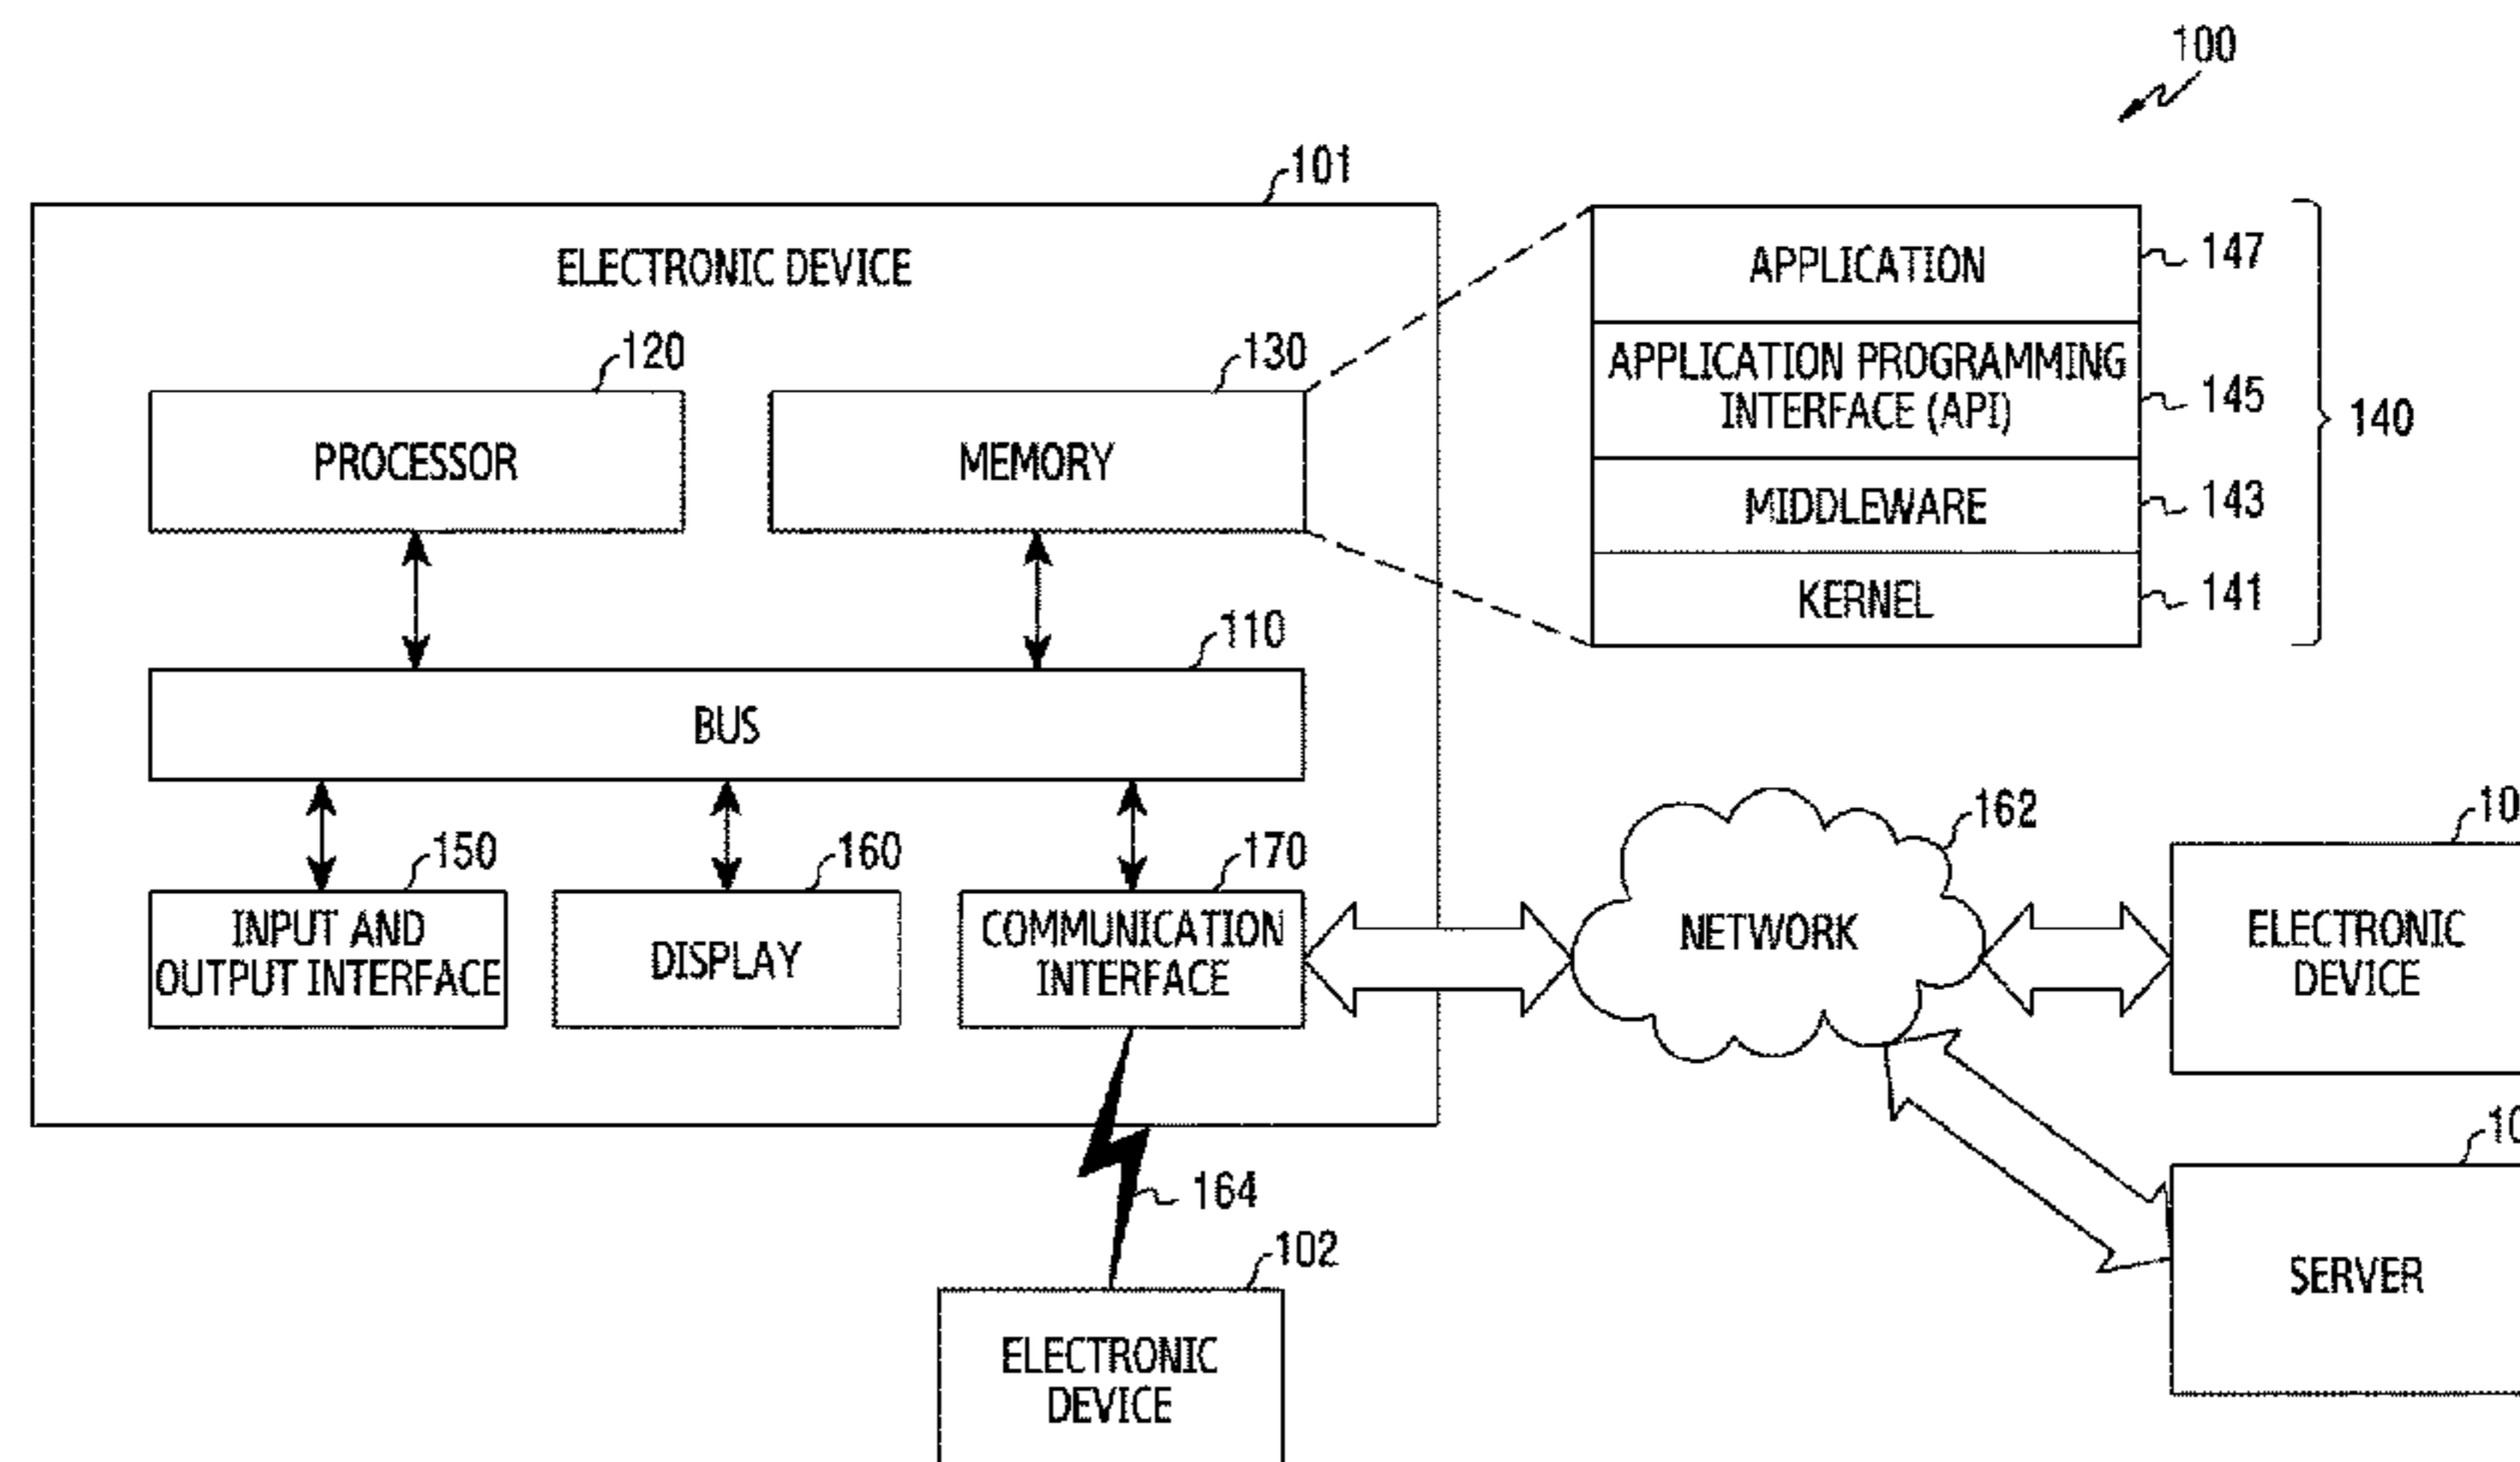 100
101
ELECTRONIC DEVICE
120
PROCESSOR
130
MEMORY
110
BUS
150
INPUT AND
OUTPUT INTERFACE
160
DISPLAY
170
COMMUNICATION
INTERFACE
APPLICATION
147
APPLICATION PROGRAMMING
INTERFACE (API)
145
MIDDLEWARE
143
KERNEL
141
140
162
NETWORK
ELECTRONIC
DEVICE
SERVER
164
102
ELECTRONIC
DEVICE